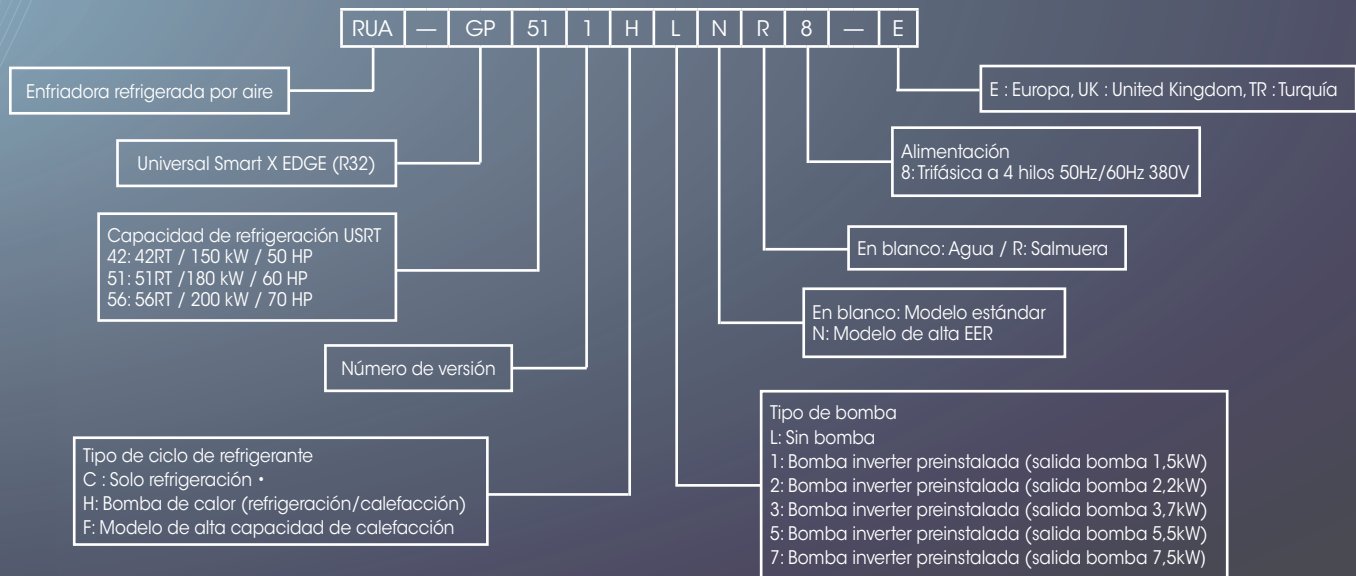 RUA — GP 51 1 H L N R 8 — E
Enfriadora refrigerada por aire
E : Europa, UK : United Kingdom, TR : Turquía
Universal Smart X EDGE (R32)
Alimentación
8: Trifásica a 4 hilos 50Hz/60Hz 380V
Capacidad de refrigeración USRT
42: 42RT / 150 kW / 50 HP
51: 51RT /180 kW / 60 HP
56: 56RT / 200 kW / 70 HP
En blanco: Agua / R: Salmuera
En blanco: Modelo estándar
N: Modelo de alta EER
Número de versión
Tipo de ciclo de refrigerante
C : Solo refrigeración •
H: Bomba de calor (refrigeración/calefacción)
F: Modelo de alta capacidad de calefacción
Tipo de bomba
L: Sin bomba
1: Bomba inverter preinstalada (salida bomba 1,5kW)
2: Bomba inverter preinstalada (salida bomba 2,2kW)
3: Bomba inverter preinstalada (salida bomba 3,7kW)
5: Bomba inverter preinstalada (salida bomba 5,5kW)
7: Bomba inverter preinstalada (salida bomba 7,5kW)